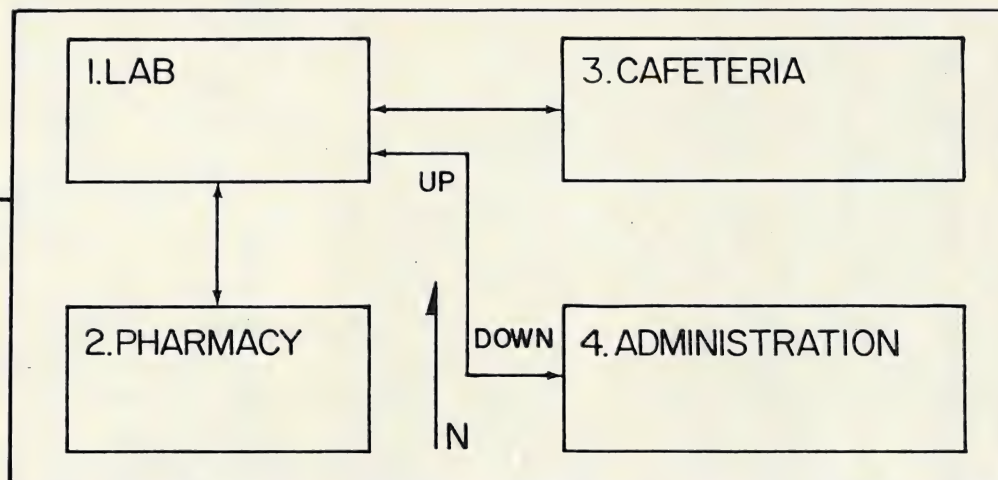 1.LAB
3.CAFETERIA
UP
2.PHARMACY
DOWN
4.ADMINISTRATION
N